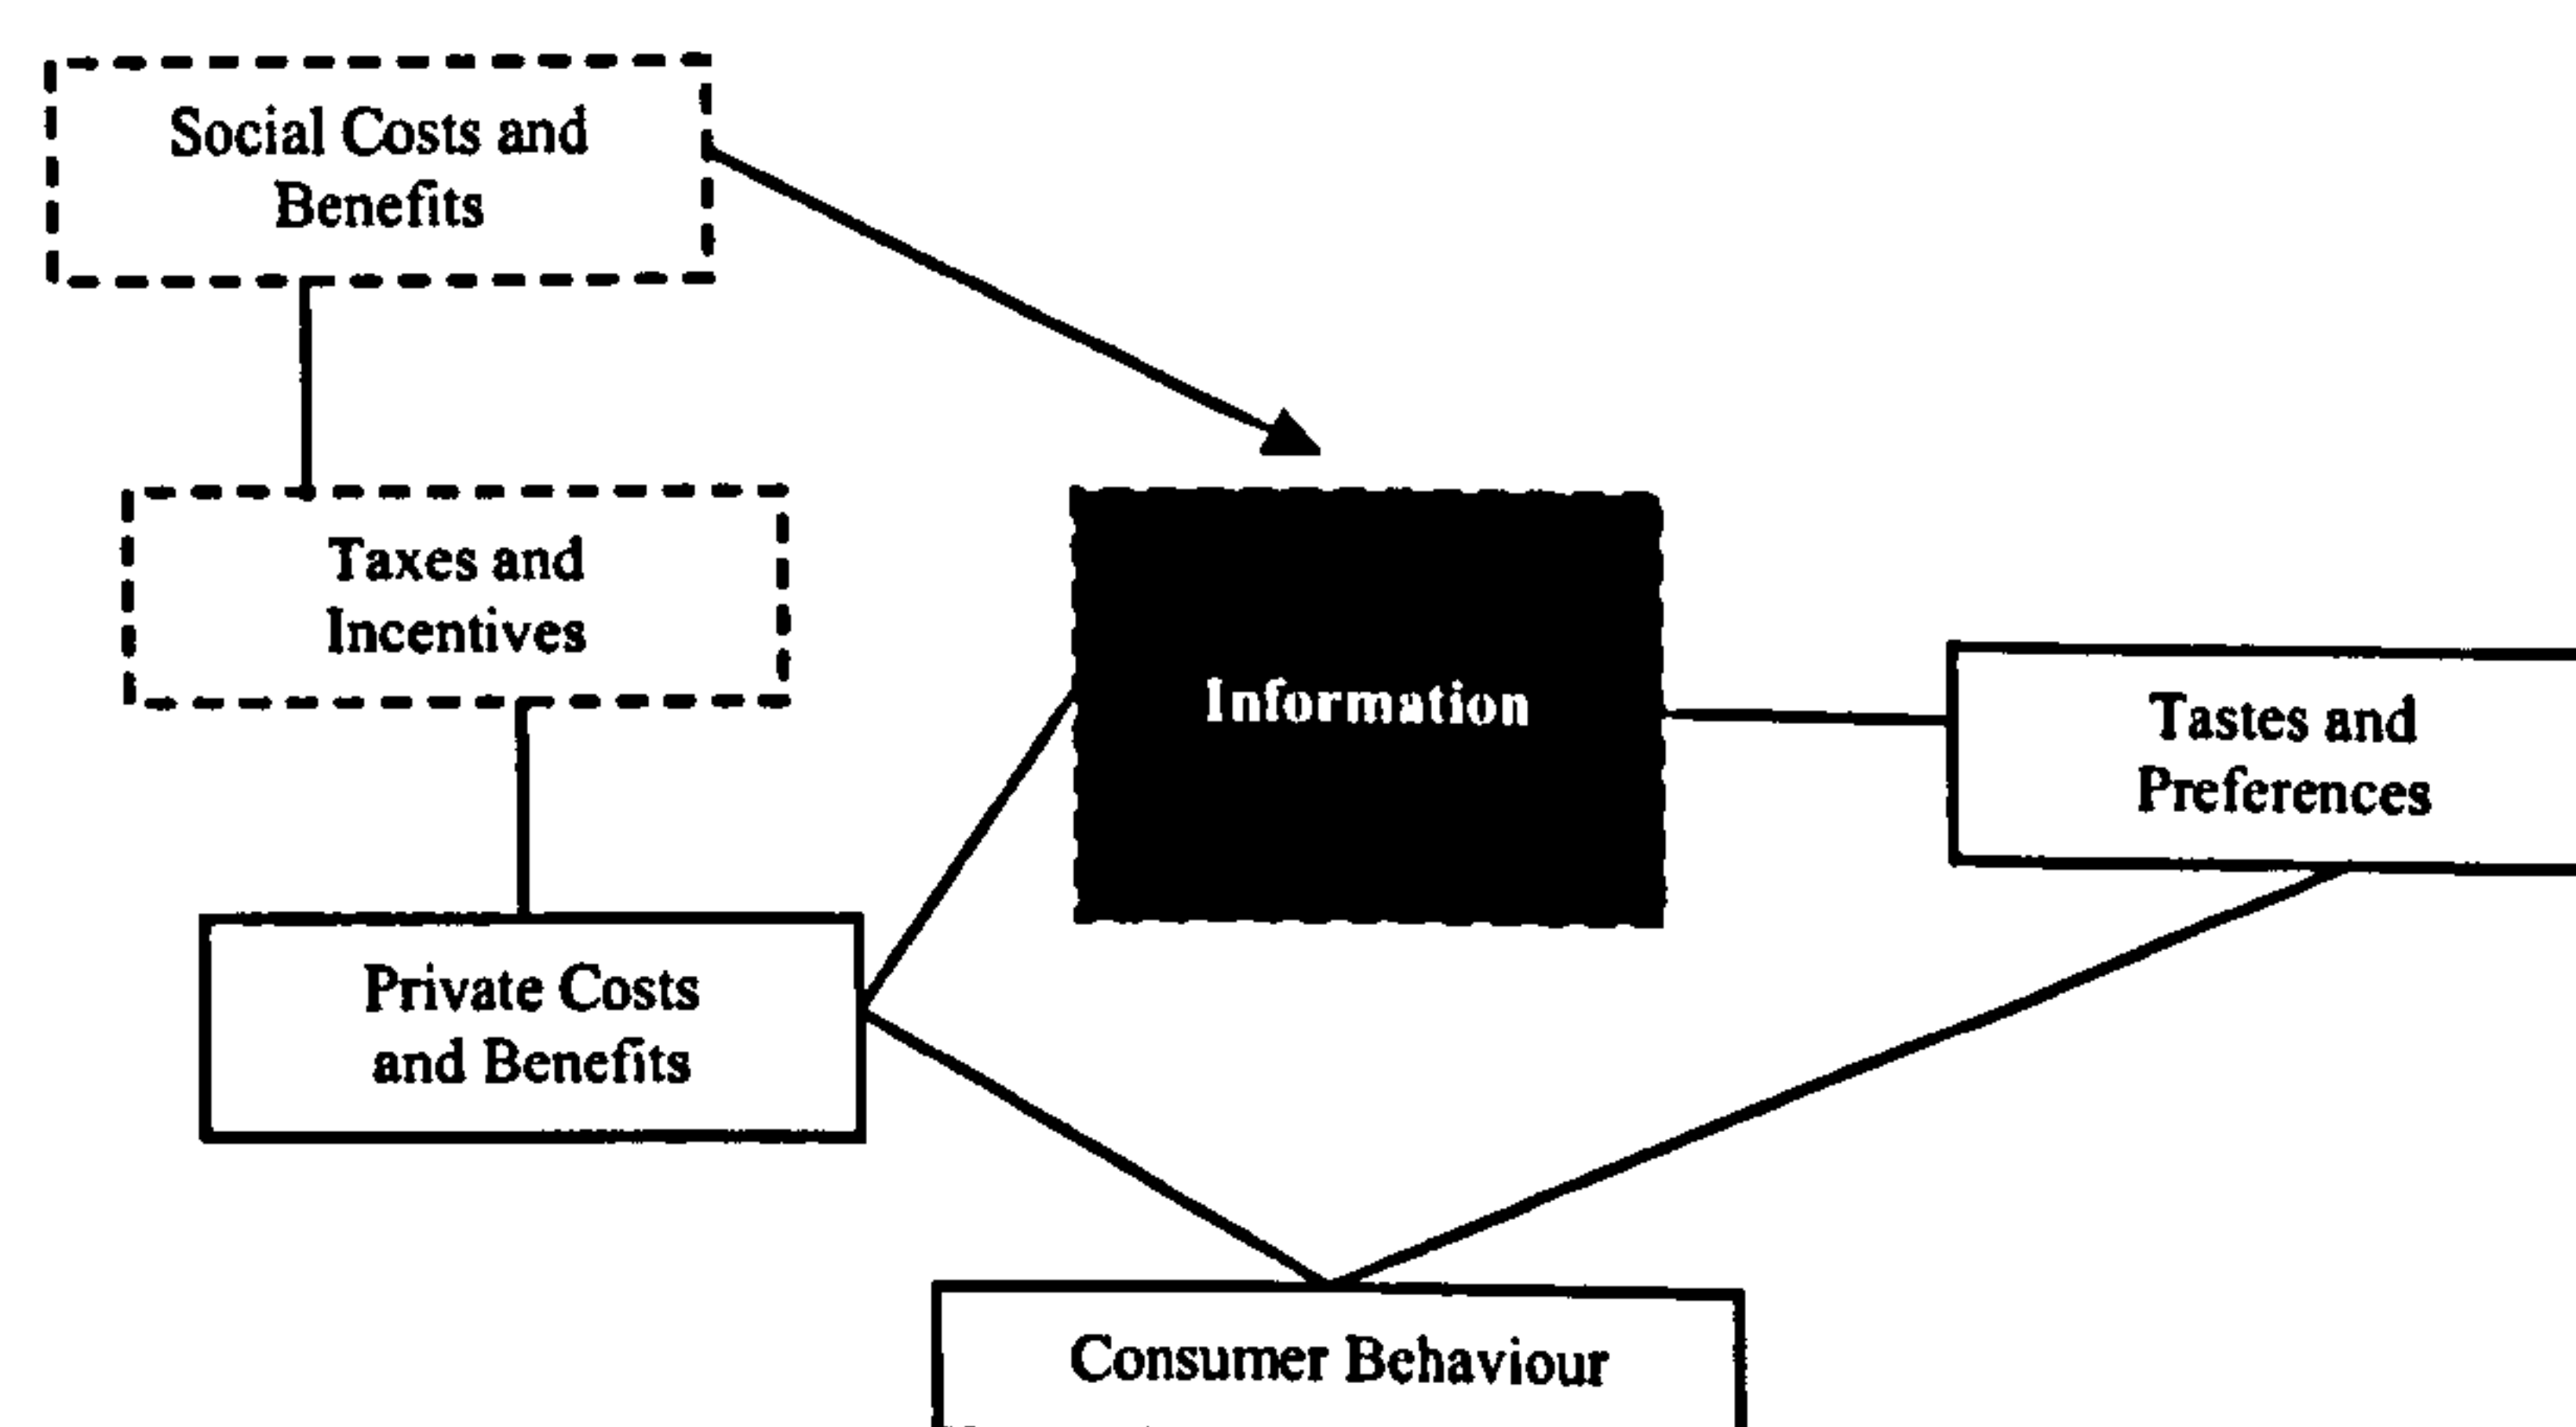 Social Costs and
Benefits
Taxes and
Incentives
Information
Tastes and
Preferences
Private Costs
and Benefits
Consumer Behaviour